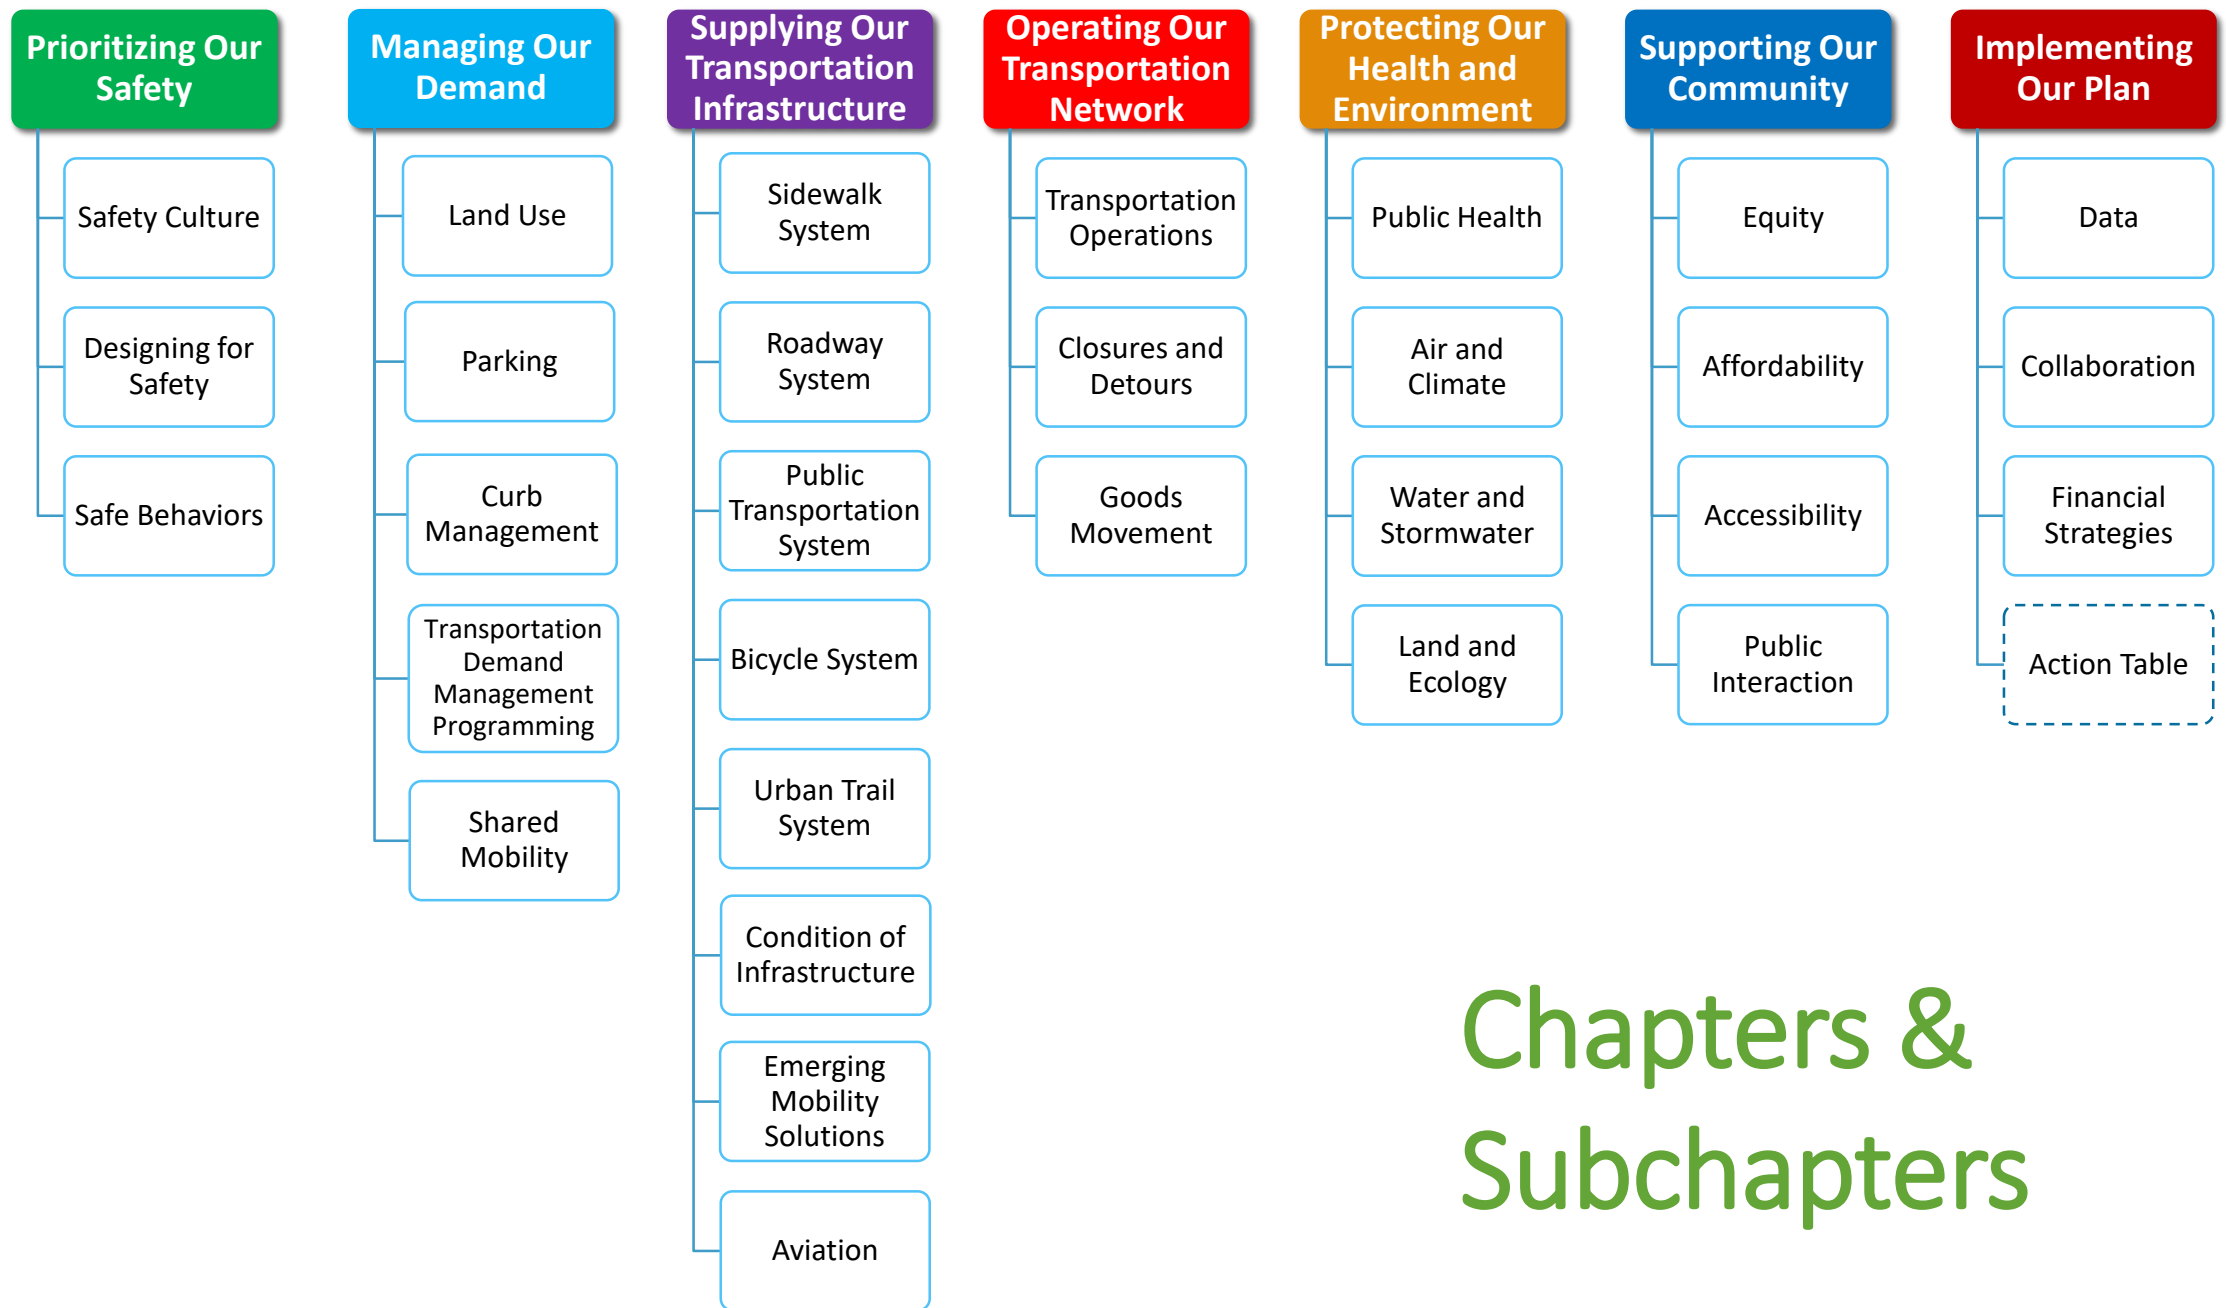 Prioritizing Our
Safety
Safety Culture
Designing for
Safety
Safe Behaviors
Managing Our
Demand
Land Use
Parking
Curb
Management
Transportation
Demand
Management
Programming
Shared
Mobility
Supplying Our
Transportation
Infrastructure
Sidewalk
System
Roadway
System
Public
Transportation
System
Bicycle System
Urban Trail
System
Condition of
Infrastructure
Emerging
Mobility
Solutions
Aviation
Operating Our
Transportation
Network
Transportation
Operations
Closures and
Detours
Goods
Movement
Protecting Our
Health and
Environment
Public Health
Air and
Climate
Water and
Stormwater
Land and
Ecology
Supporting Our
Community
Equity
Affordability
Accessibility
Public
Interaction
Implementing
Our Plan
Data
Collaboration
Financial
Strategies
Action Table
Chapters &
Subchapters